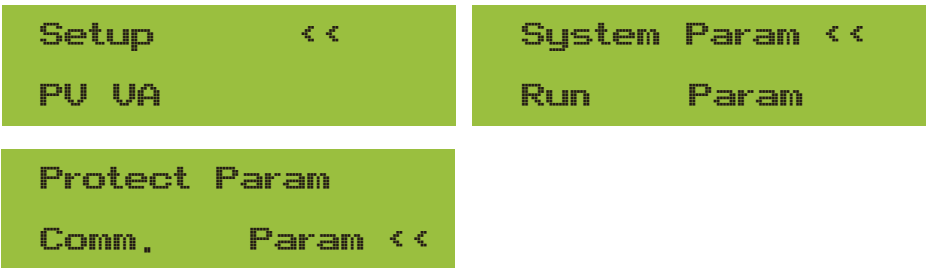 Setup <<
PV VA
System Param <<
Run Param
Protect Param
Comm. Param <<